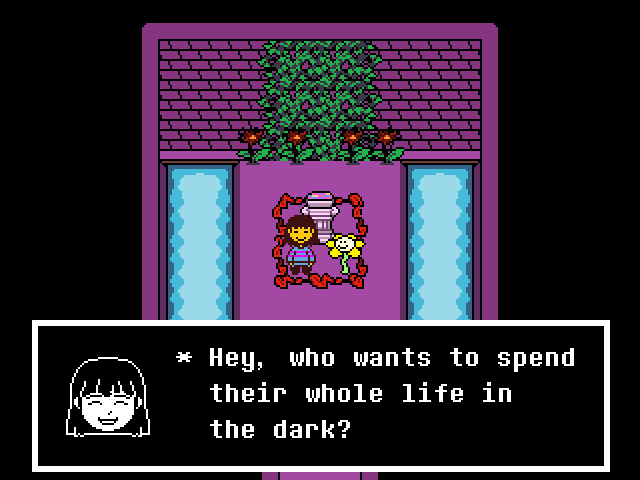 * Hey, who wants to spend
their whole life in
the dark?